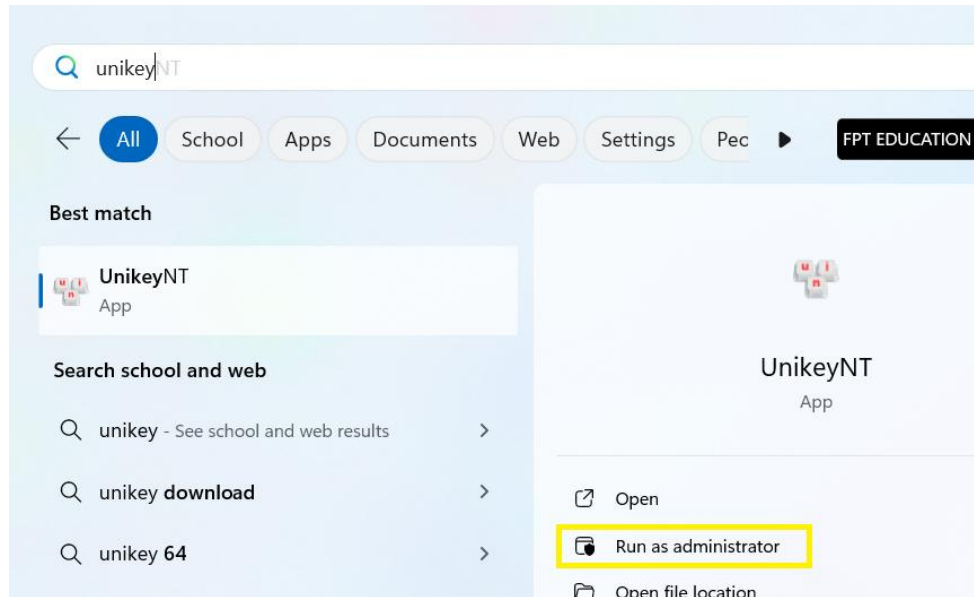 unikeyNT
All School Apps Documents Web Settings Peo FPT EDUCATION
Best match
UnikeyNT
App
Search school and web
unikey - See school and web results
unikey download
unikey 64
u n i
UnikeyNT
App
Open
Run as administrator
Open file location